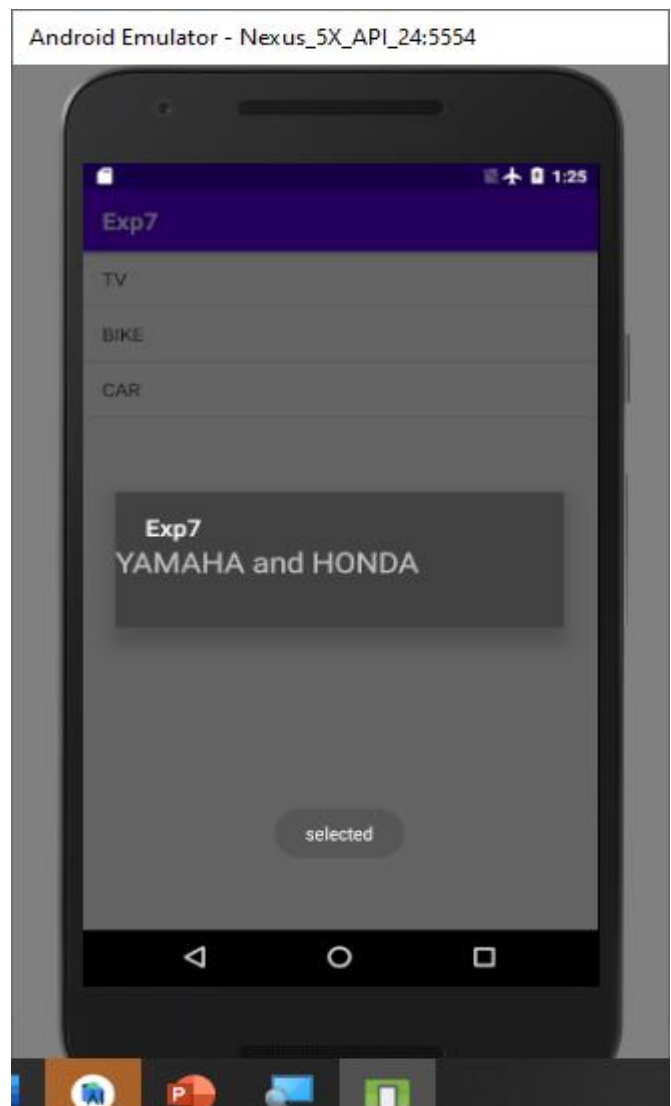 Android Emulator - Nexus_5X_API_24:5554
1:25
Exp7
TV
BIKE
CAR
Exp7
YAMAHA and HONDA
selected
P